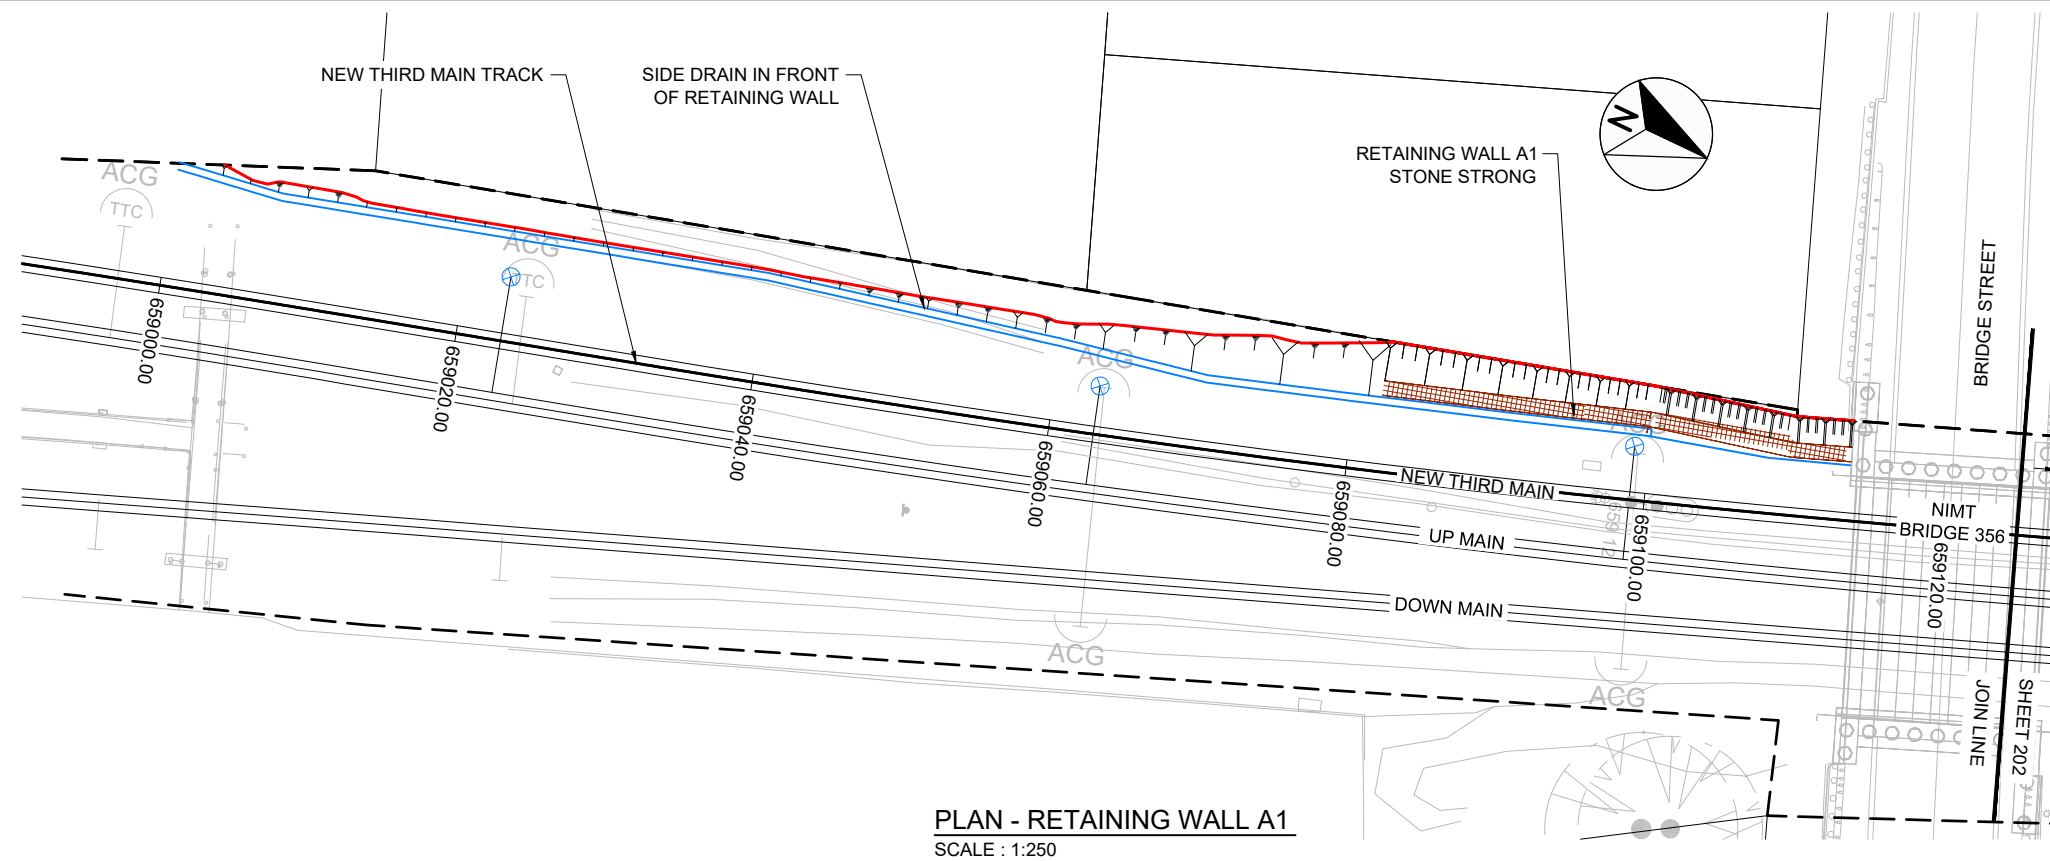 NEW THIRD MAIN TRACK
SIDE DRAIN IN FRONT
OF RETAINING WALL
RETAINING WALL A1
STONE STRONG
N
ACG
TTC
ACG
TC
ACG
ACG
BRIDGE STREET
659000.00
659020.00
659040.00
659060.00
659080.00
659100.00
659120.00
NEW THIRD MAIN
UP MAIN
DOWN MAIN
NIMT
BRIDGE 356
ACG
ACG
JOIN LINE
SHEET 202
PLAN - RETAINING WALL A1
SCALE : 1:250